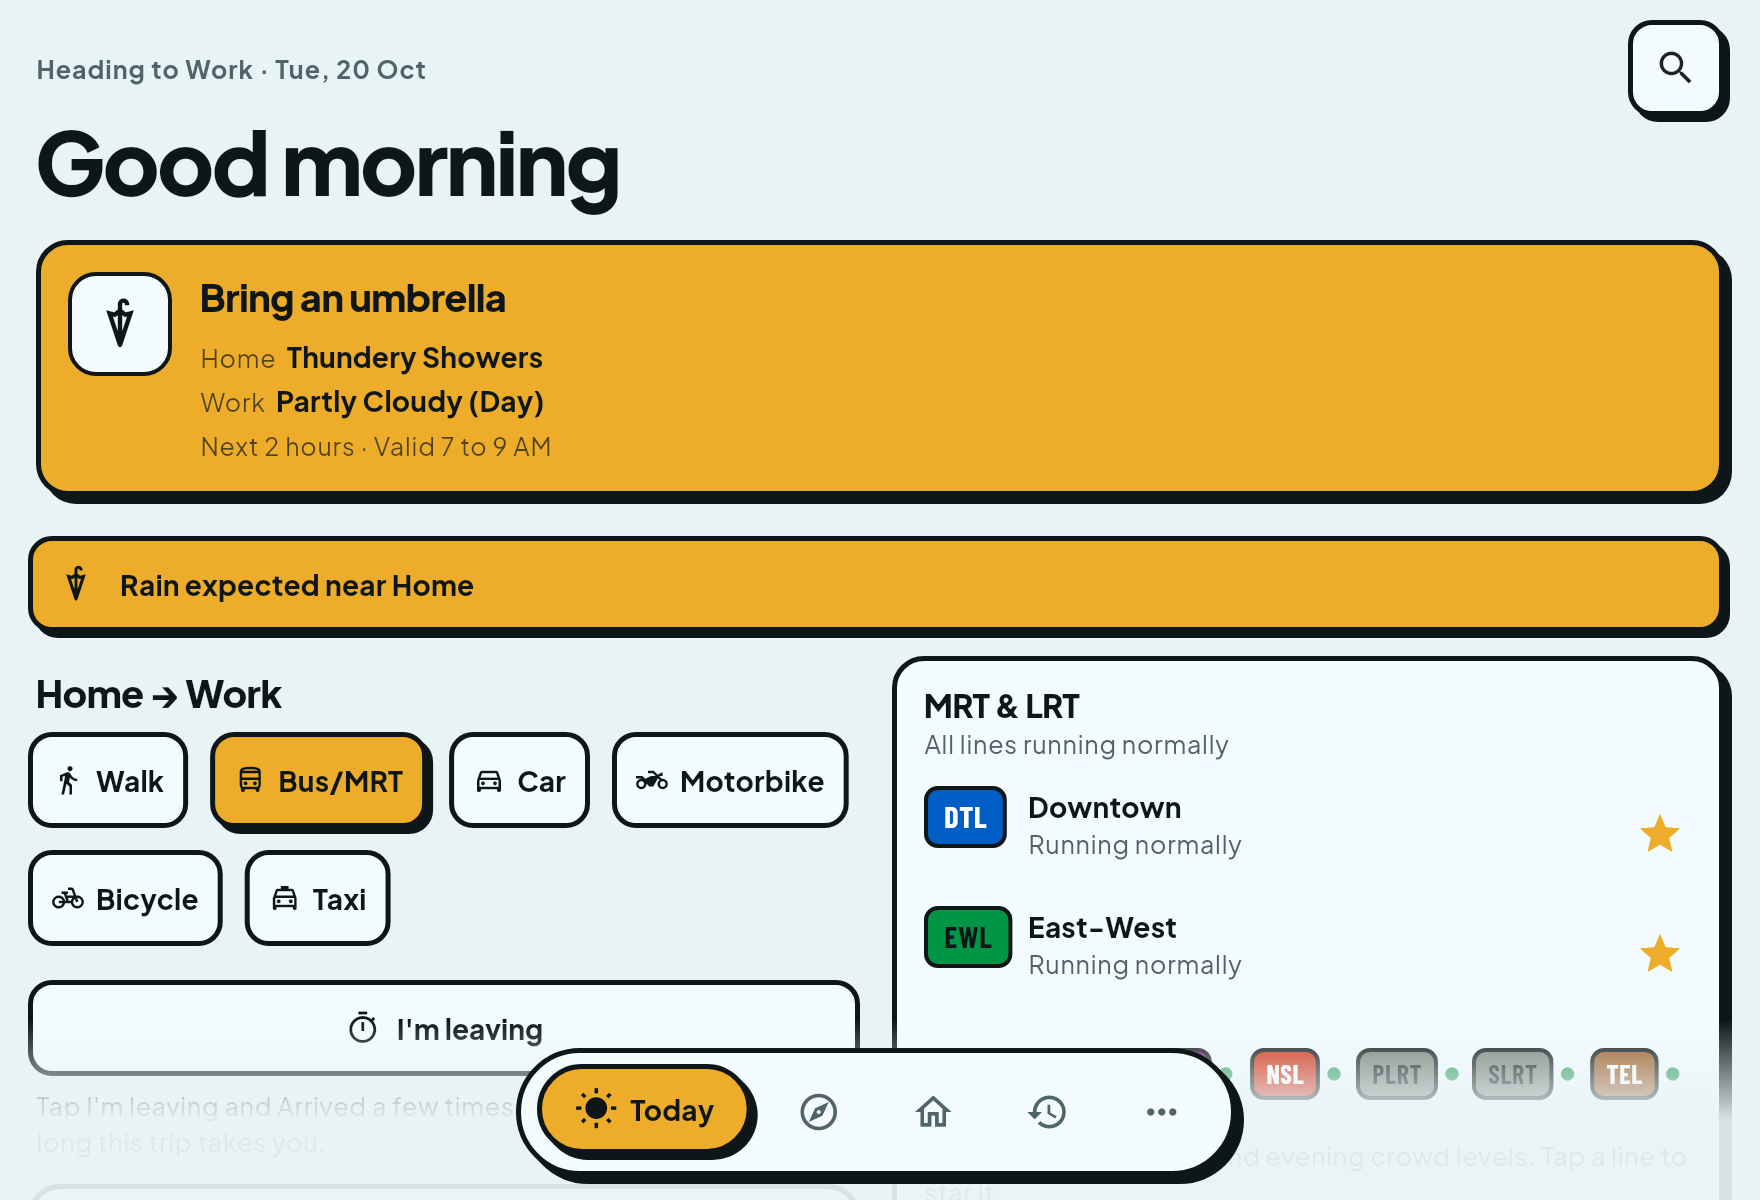 Heading to Work · Tue, 20 Oct
Good morning
Bring an umbrella
Home Thundery Showers
Work Partly Cloudy (Day)
Next 2 hours · Valid 7 to 9 AM
Rain expected near Home
Home → Work
Walk
Bus/MRT
Car
Motorbike
Bicycle
Taxi
I'm leaving
Tap I'm leaving and Arrived a few times
long this trip takes you.
MRT & LRT
All lines running normally
DTL
Downtown
Running normally
EWL
East-West
Running normally
NSL
PLRT
SLRT
TEL
evening crowd levels. Tap a line to
star it.
Today